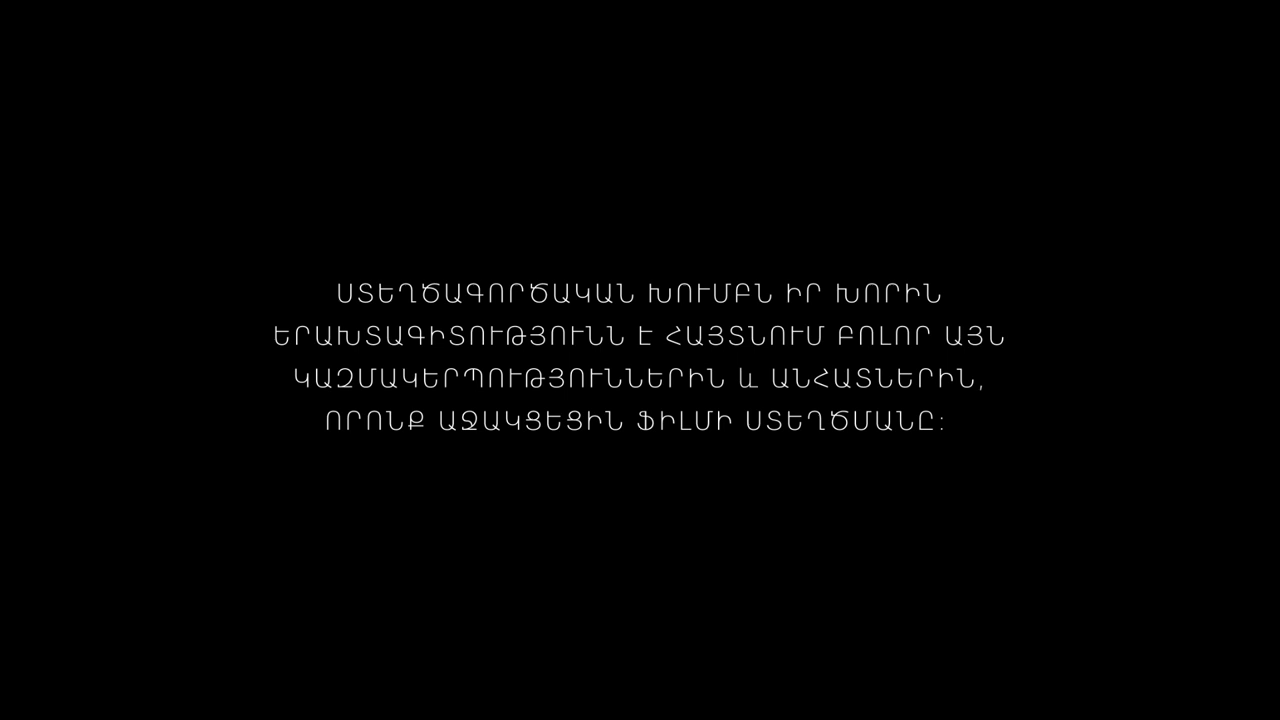 ՍՏԵՂԾԱԳՈՐԾԱԿԱՆ ԽՈՒՄԲՆ ԻՐ ԽՈՐԻՆ
ԵՐԱԽՏԱԳԻՏՈՒԹՅՈՒՆՆ Է ՀԱՅՏՆՈՒՄ ԲՈԼՈՐ ԱՅՆ
ԿԱԶՄԱԿԵՐՊՈՒԹՅՈՒՆՆԵՐԻՆ և ԱՆՀԱՏՆԵՐԻՆ,
ՈՐՈՆՔ ԱՋԱԿՑԵՑԻՆ ՖԻԼՄԻ ՍՏԵՂԾՄԱՆԸ։